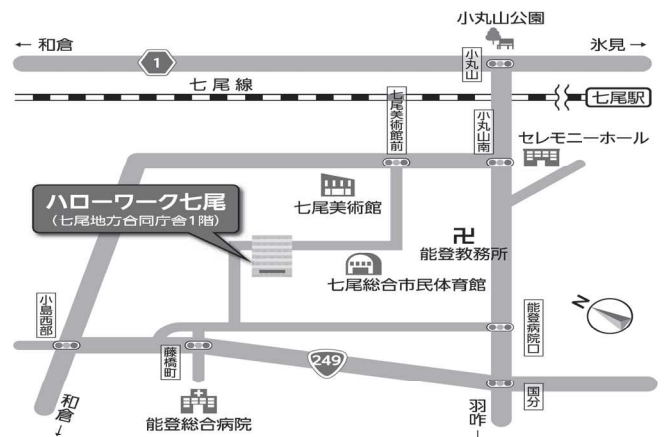 小丸山公園
← 和倉
氷見 →
1
小丸山
七尾線
七尾駅
七尾美術館前
小丸山南
セレモニーホール
ハローワーク七尾
(七尾地方合同庁舎1階)
七尾美術館
卍
能登教務所
七尾総合市民体育館
N
小島西部
能登病院口
藤橋町
249
国分
能登総合病院
和倉
↓
羽咋
↓